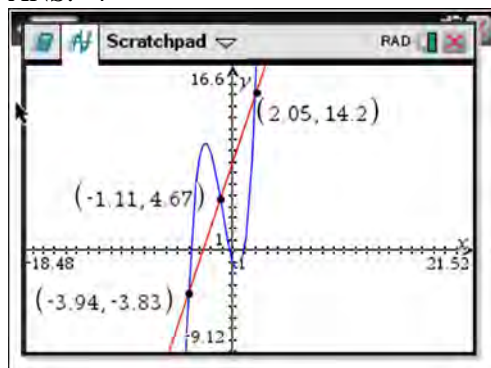 Scratchpad
RAD
16.6 y
(2.05, 14.2)
(-1.11, 4.67)
1
x
-18.48
1
21.52
(-3.94, -3.83)
-9.12